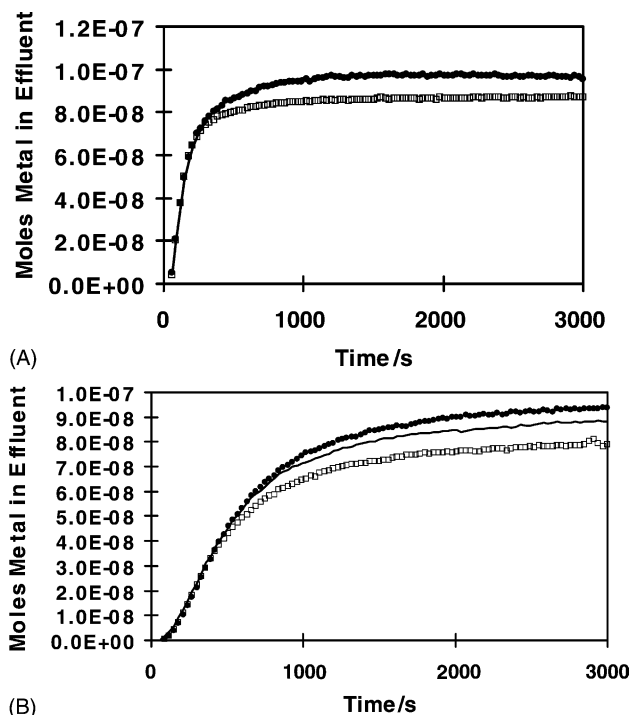 1.2E-07
1.0E-07
8.0E-08
6.0E-08
4.0E-08
2.0E-08
0.0E+00
Moles Metal in Effluent
0 1000 2000 3000
Time/s
(A)
1.0E-07
9.0E-08
8.0E-08
7.0E-08
6.0E-08
5.0E-08
4.0E-08
3.0E-08
2.0E-08
1.0E-08
0.0E+00
Moles Metal in Effluent
0 1000 2000 3000
Time/s
(B)